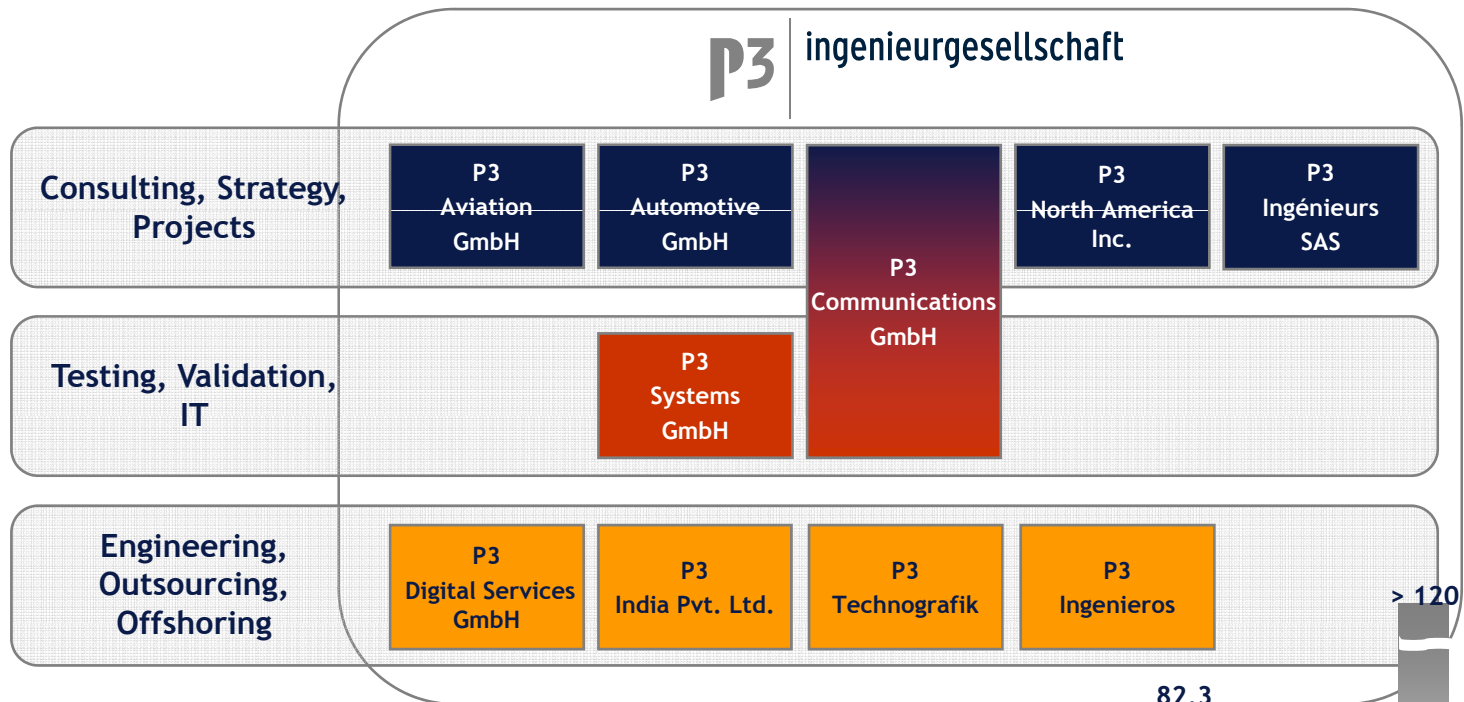 P3
ingenieurgesellschaft
Consulting, Strategy,
Projects
P3
Aviation
GmbH
P3
Automotive
GmbH
P3
Communications
GmbH
P3
North America
Inc.
P3
Ingénieurs
SAS
Testing, Validation,
IT
P3
Systems
GmbH
Engineering,
Outsourcing,
Offshoring
P3
Digital Services
GmbH
P3
India Pvt. Ltd.
P3
Technografik
P3
Ingenieros
> 120
82.3